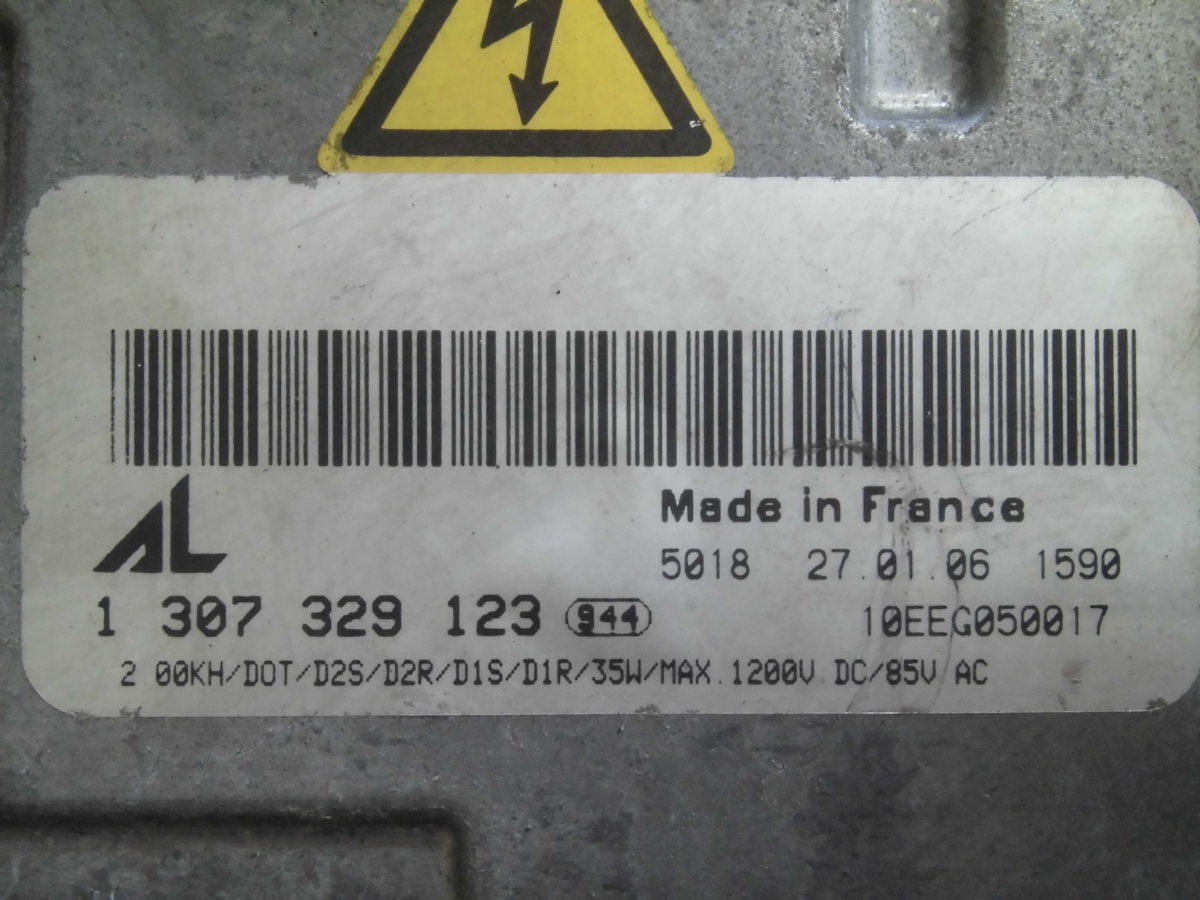 AL
Made in France
5018 27.01.06 1590
1 307 329 123 944
10EEG050017
2 00KH/DOT/D2S/D2R/D1S/D1R/35W/MAX.1200V DC/85V AC